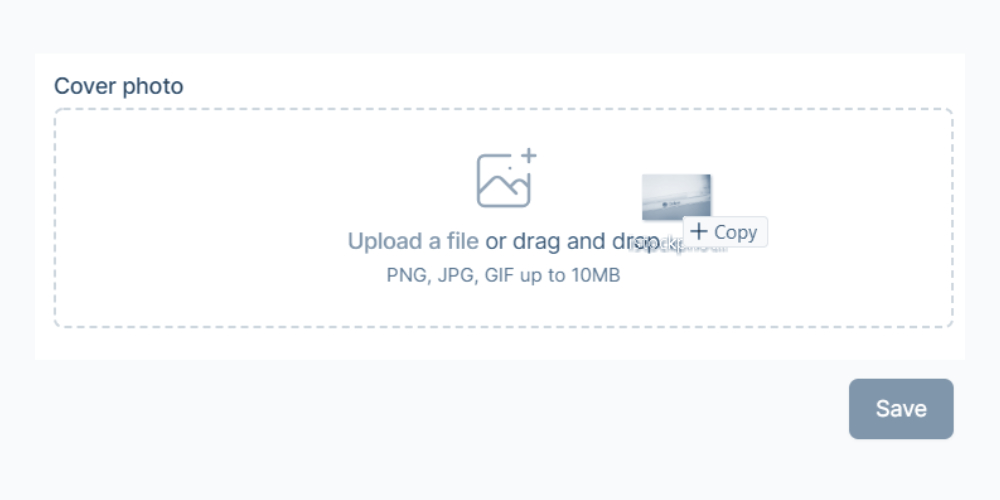 Cover photo
Upload a file or drag and drop
Copy
PNG, JPG, GIF up to 10MB
Save